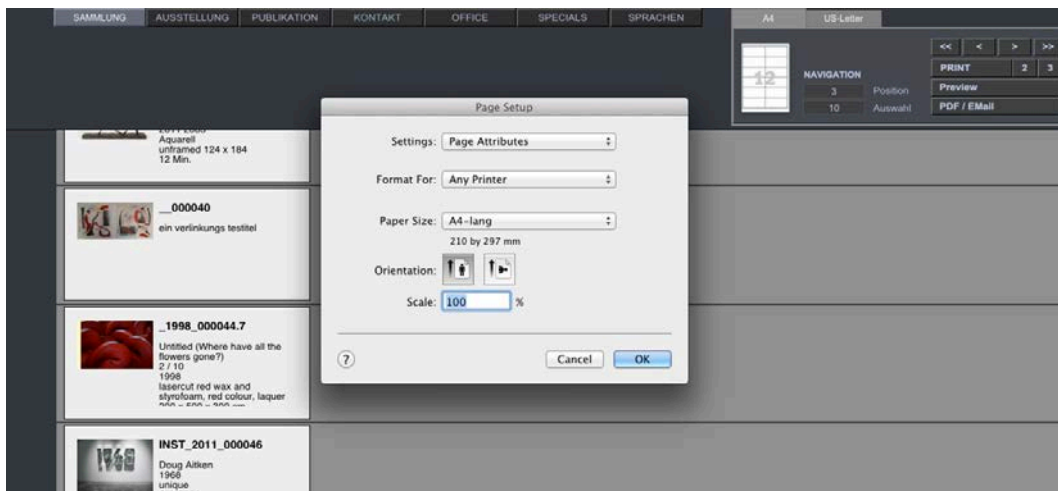 SAMMLUNG AUSSTELLUNG PUBLIKATION KONTAKT OFFICE SPECIALS SPRACHEN
A4 US-Letter
12
NAVIGATION
3 Position
10 Auswahl
<< < > >>
PRINT 2 3
Preview
PDF / EMail
Page Setup
Settings: Page Attributes
Format For: Any Printer
Paper Size: A4-lang
210 by 297 mm
Orientation:
Scale: 100 %
? Cancel OK
Aquarell
unframed 124 x 184
12 Min.
__000040
ein verlinkungs testitel
_1998_000044.7
Untitled (Where have all the
flowers gone?)
2 / 10
1998
lasercut red wax and
styrofoam, red colour, laquer
INST_2011_000046
Doug Aitken
1968
unique
1968